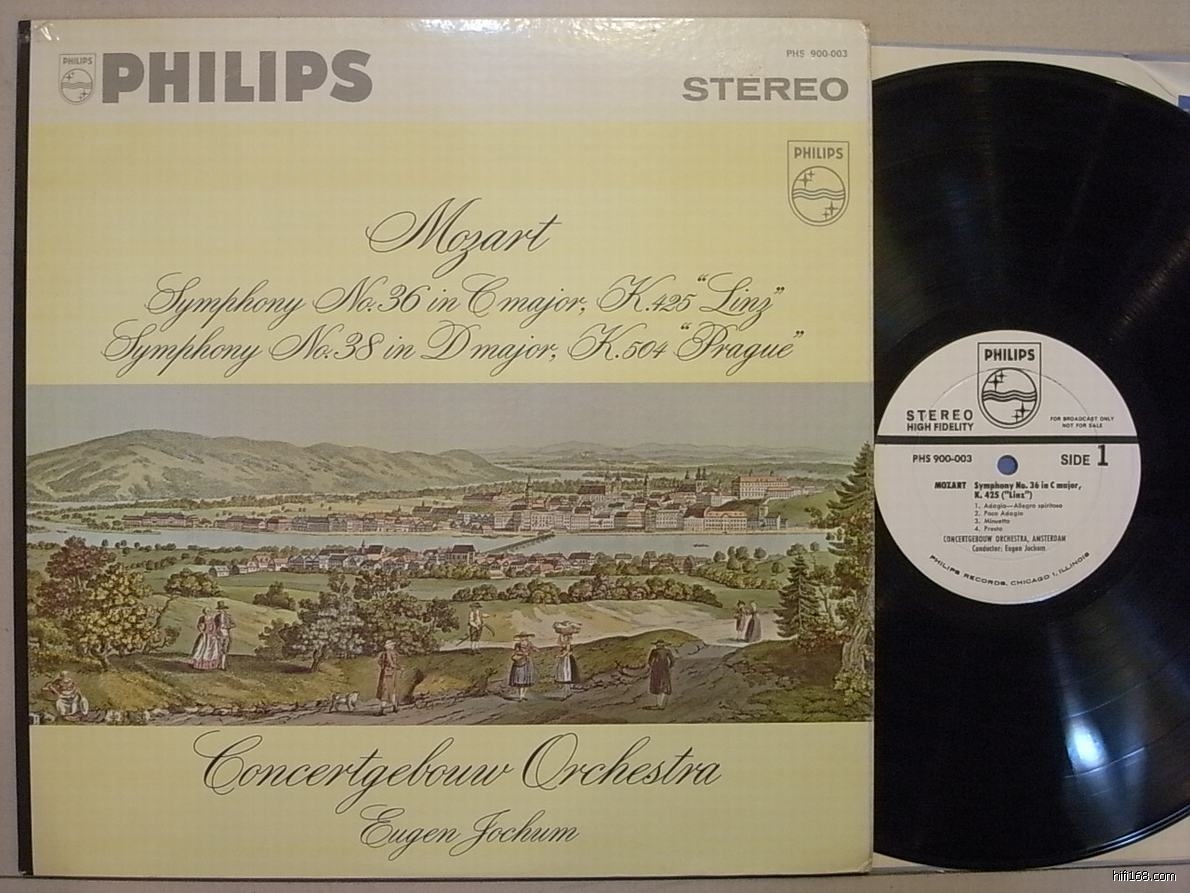 PHILIPS
PHILIPS
PHS 900-003
STEREO
PHILIPS
Mozart
Symphony No. 36 in C major, K. 425 "Linz"
Symphony No. 38 in D major, K. 504 "Prague"
Concertgebouw Orchestra
Eugen Jochum
PHILIPS
STEREO
HIGH FIDELITY
FOR BROADCAST ONLY
NOT FOR SALE
PHS 900-003
SIDE 1
MOZART Symphony No. 36 in C major,
K. 425 ("Linz")
1. Adagio—Allegro spiritoso
2. Poco Adagio
3. Minuetto
4. Presto
CONCERTGEBOUW ORCHESTRA, AMSTERDAM
Conductor: Eugen Jochum
PHILIPS RECORDS, CHICAGO 1, ILLINOIS
hifi168.com